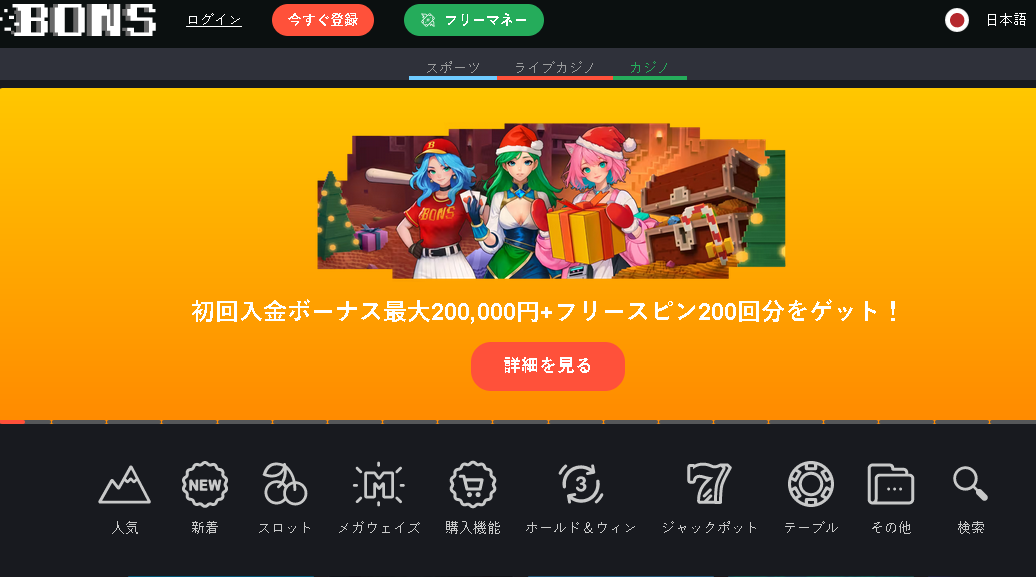 BONS
ログイン
今すぐ登録
フリーマネー
日本語
スポーツ
ライブカジノ
カジノ
B
BONS
初回入金ボーナス最大200,000円+フリースピン200回分をゲット！
詳細を見る
NEW
M
3
7
人気
新着
スロット
メガウェイズ
購入機能
ホールド＆ウィン
ジャックポット
テーブル
その他
検索